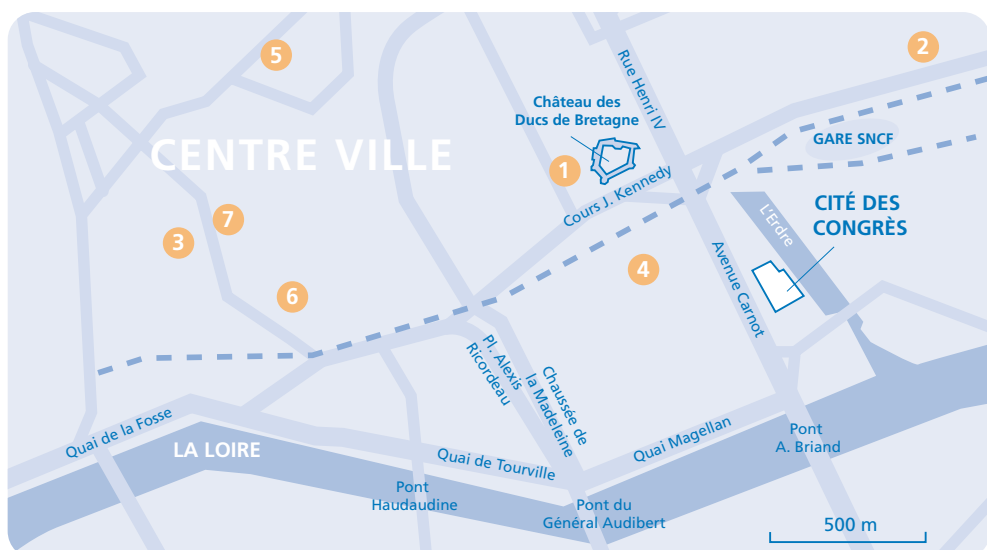 5
2
Rue Henri IV
Château des
Ducs de Bretagne
GARE SNCF
CENTRE VILLE
1
Cours J. Kennedy
CITÉ DES
CONGRÈS
L'Erdre
7
3
4
Avenue Carnot
6
Pl. Alexis
Ricordeau
Chaussée de
la Madeleine
Quai de la Fosse
LA LOIRE
Quai de Tourville
Quai Magellan
Pont
A. Briand
Pont
Haudaudine
Pont du
Général Audibert
500 m